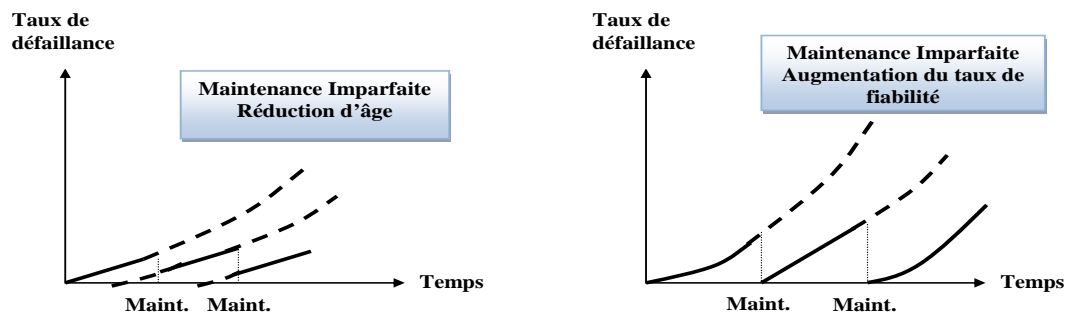 Taux de
défaillance
Maintenance Imparfaite
Réduction d'âge
Temps
Maint. Maint.
Taux de
défaillance
Maintenance Imparfaite
Augmentation du taux de
fiabilité
Temps
Maint. Maint.